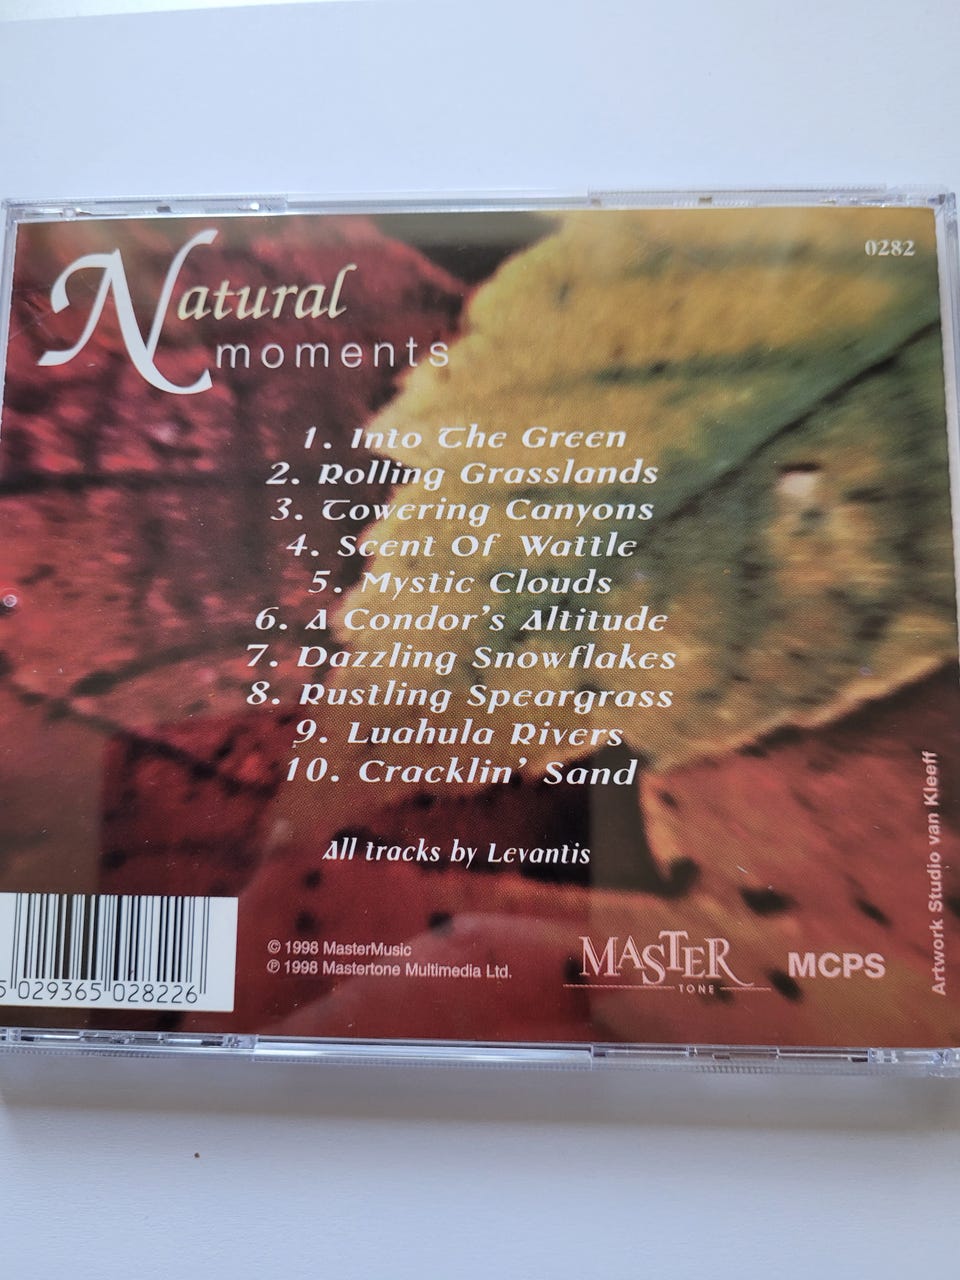 Natural
moments
0282
1. Into The Green
2. Rolling Grasslands
3. Towering Canyons
4. Scent Of Wattle
5. Mystic Clouds
6. A Condor's Altitude
7. Dazzling Snowflakes
8. Rustling Speargrass
9. Luahula Rivers
10. Cracklin' Sand
All tracks by Levantis
5 029365 028226
© 1998 MasterMusic
℗ 1998 Mastertone Multimedia Ltd.
MASTER
TONE
MCPS
Artwork Studio van Kleeff